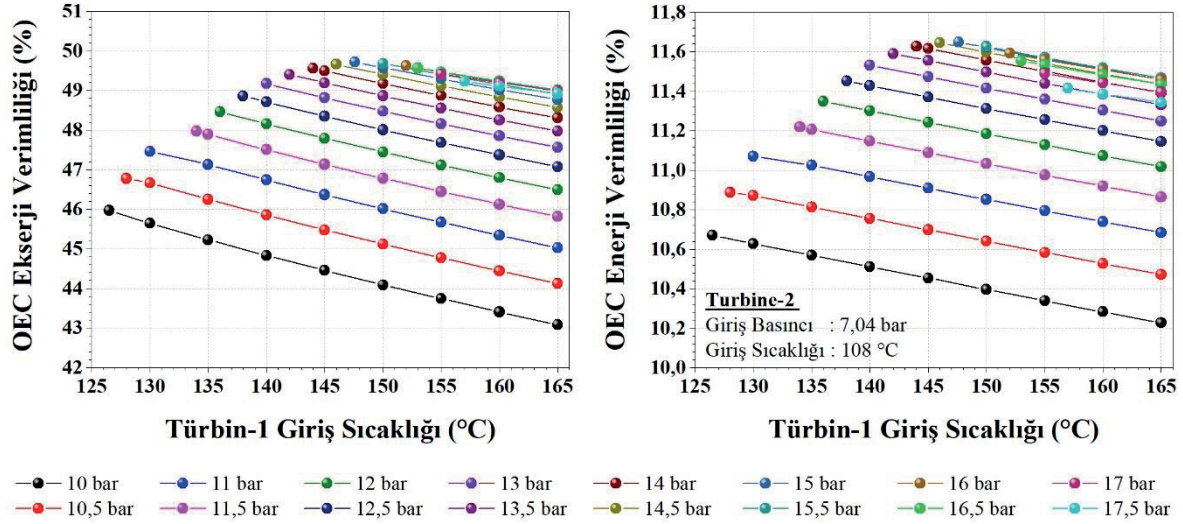 OEC Ekserji Verimliliği (%)
51
50
49
48
47
46
45
44
43
42
125 130 135 140 145 150 155 160 165
Türbin-1 Giriş Sıcaklığı (°C)
OEC Enerji Verimliliği (%)
11,8
11,6
11,4
11,2
11,0
10,8
10,6
10,4
10,2
10,0
Turbine-2
Giriş Basıncı : 7,04 bar
Giriş Sıcaklığı : 108 °C
125 130 135 140 145 150 155 160 165
Türbin-1 Giriş Sıcaklığı (°C)
10 bar 11 bar 12 bar 13 bar 14 bar 15 bar 16 bar 17 bar
10,5 bar 11,5 bar 12,5 bar 13,5 bar 14,5 bar 15,5 bar 16,5 bar 17,5 bar